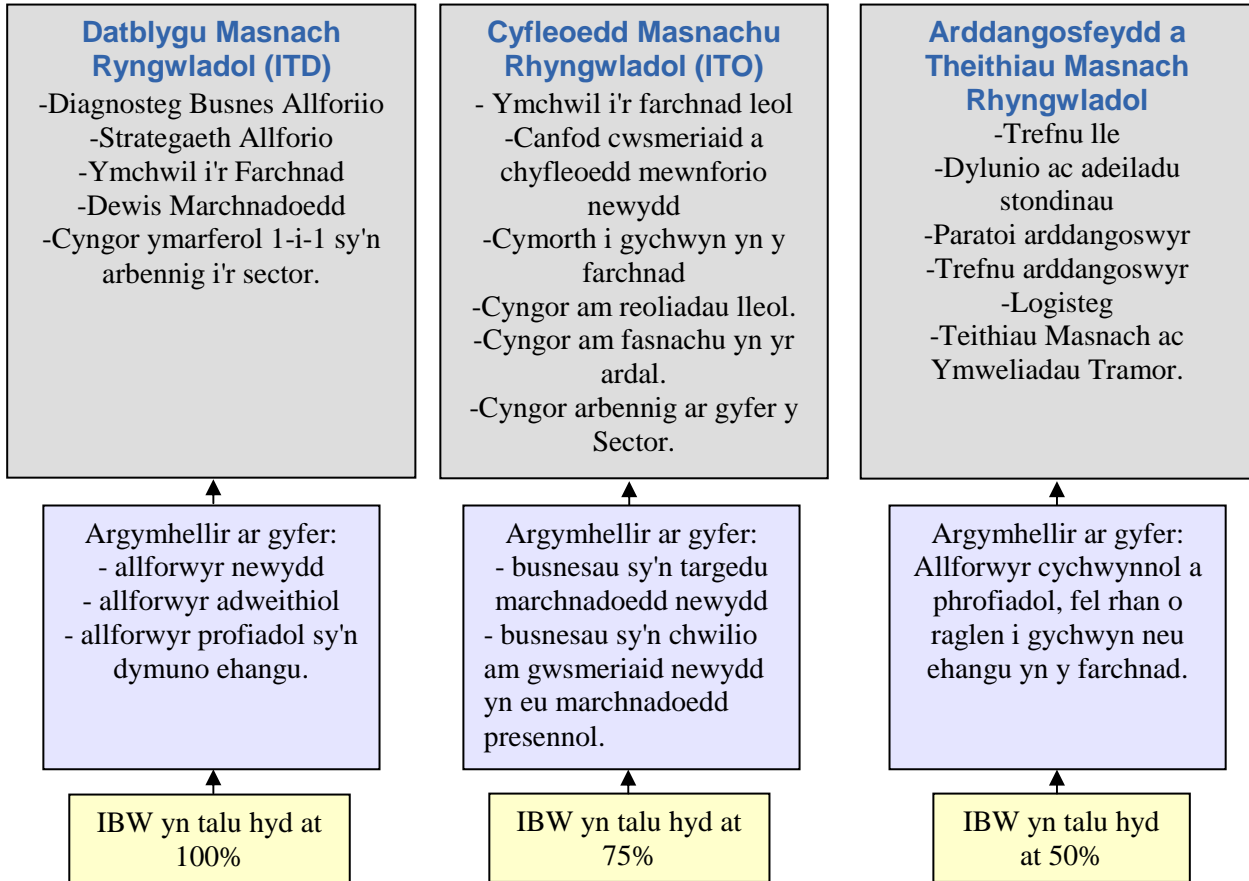 Datblygu Masnach
Ryngwladol (ITD)
-Diagnosteg Busnes Allforiio
-Strategaeth Allforio
-Ymchwil i'r Farchnad
-Dewis Marchnadoedd
-Cyngor ymarferol 1-i-1 sy'n
arbennig i'r sector.
Argymhellir ar gyfer:
- allforwyr newydd
- allforwyr adweithiol
- allforwyr profiadol sy'n
dymuno ehangu.
IBW yn talu hyd at
100%
Cyfleoedd Masnachu
Rhyngwladol (ITO)
- Ymchwil i'r farchnad leol
-Canfod cwsmeriaid a
chyfleoedd mewnforio
newydd
-Cymorth i gychwyn yn y
farchnad
-Cyngor am reoliadau lleol.
-Cyngor am fasnachu yn yr
ardal.
-Cyngor arbennig ar gyfer y
Sector.
Argymhellir ar gyfer:
- busnesau sy'n targedu
marchnadoedd newydd
- busnesau sy'n chwilio
am gwsmeriaid newydd
yn eu marchnadoedd
presennol.
IBW yn talu hyd at
75%
Arddangosfeydd a
Theithiau Masnach
Rhyngwladol
-Trefnu lle
-Dylunio ac adeiladu
stondinau
-Paratoi arddangoswyr
-Trefnu arddangoswyr
-Logisteg
-Teithiau Masnach ac
Ymweliadau Tramor.
Argymhellir ar gyfer:
Allforwyr cychwynnol a
phrofiadol, fel rhan o
raglen i gychwyn neu
ehangu yn y farchnad.
IBW yn talu hyd
at 50%